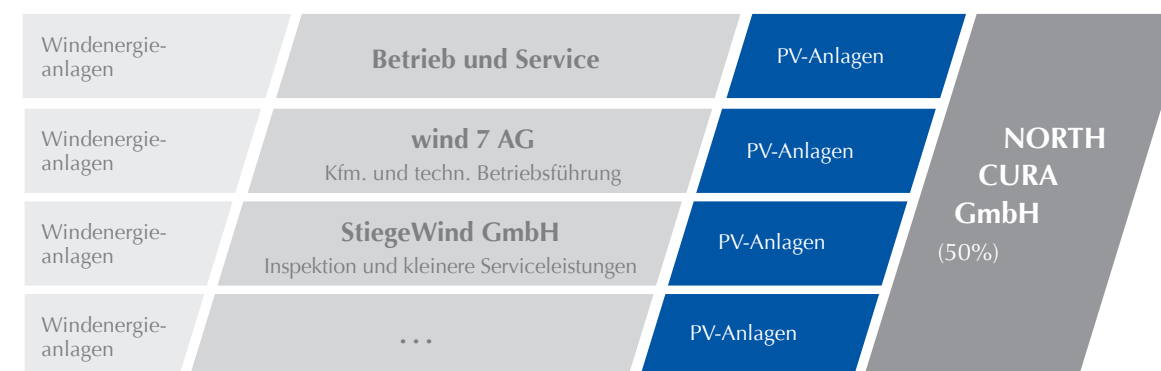 Windenergie-
anlagen
Betrieb und Service
PV-Anlagen
Windenergie-
anlagen
wind 7 AG
Kfm. und techn. Betriebsführung
PV-Anlagen
Windenergie-
anlagen
StiegeWind GmbH
Inspektion und kleinere Serviceleistungen
PV-Anlagen
Windenergie-
anlagen
...
PV-Anlagen
NORTH
CURA
GmbH
(50%)